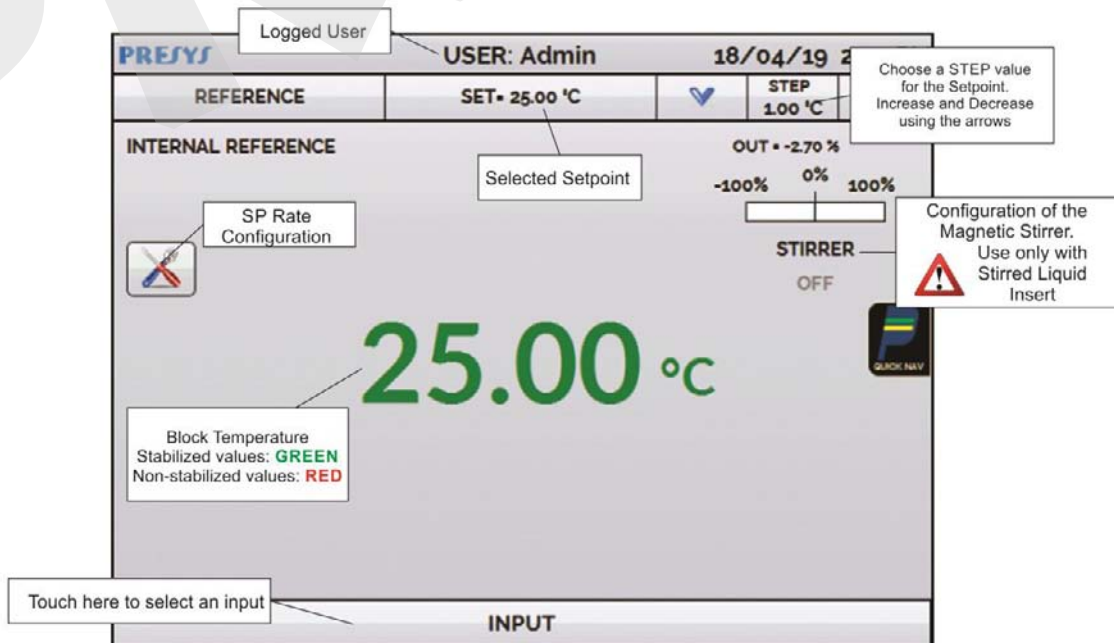 Logged User
PRESYS
USER: Admin
18/04/19
Choose a STEP value
for the Setpoint.
Increase and Decrease
using the arrows
REFERENCE
SET= 25.00 °C
STEP
1.00 °C
INTERNAL REFERENCE
OUT = -2.70 %
Selected Setpoint
-100%
0%
100%
SP Rate
Configuration
Configuration of the
Magnetic Stirrer.
Use only with
Stirred Liquid
Insert
STIRRER
OFF
25.00 °C
QUICK NAV
Block Temperature
Stabilized values: GREEN
Non-stabilized values: RED
Touch here to select an input
INPUT